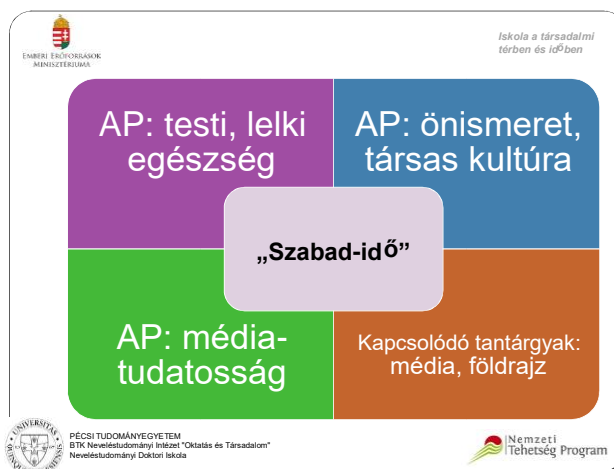 EMBERI ERŐFORRÁSOK
MINISZTÉRIUMA
Iskola a társadalmi
térben és időben
AP: testi, lelki
egészség
AP: önismeret,
társas kultúra
„Szabad-idő”
AP: média-
tudatosság
Kapcsolódó tantárgyak:
média, földrajz
PÉCSI TUDOMÁNYEGYETEM
BTK Neveléstudományi Intézet "Oktatás és Társadalom"
Neveléstudományi Doktori Iskola
Nemzeti
Tehetség Program